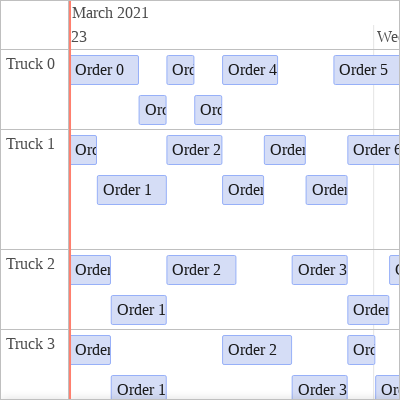 March 2021
23 We
Truck 0 Order 0 Orc Order 4 Order 5
Orc Orc
Truck 1 Orc Order 2 Order Order 6
Order 1 Order Order
Truck 2 Order Order 2 Order 3
Order 1 Order
Truck 3 Order Order 2 Orc
Order 1 Order 3 Or